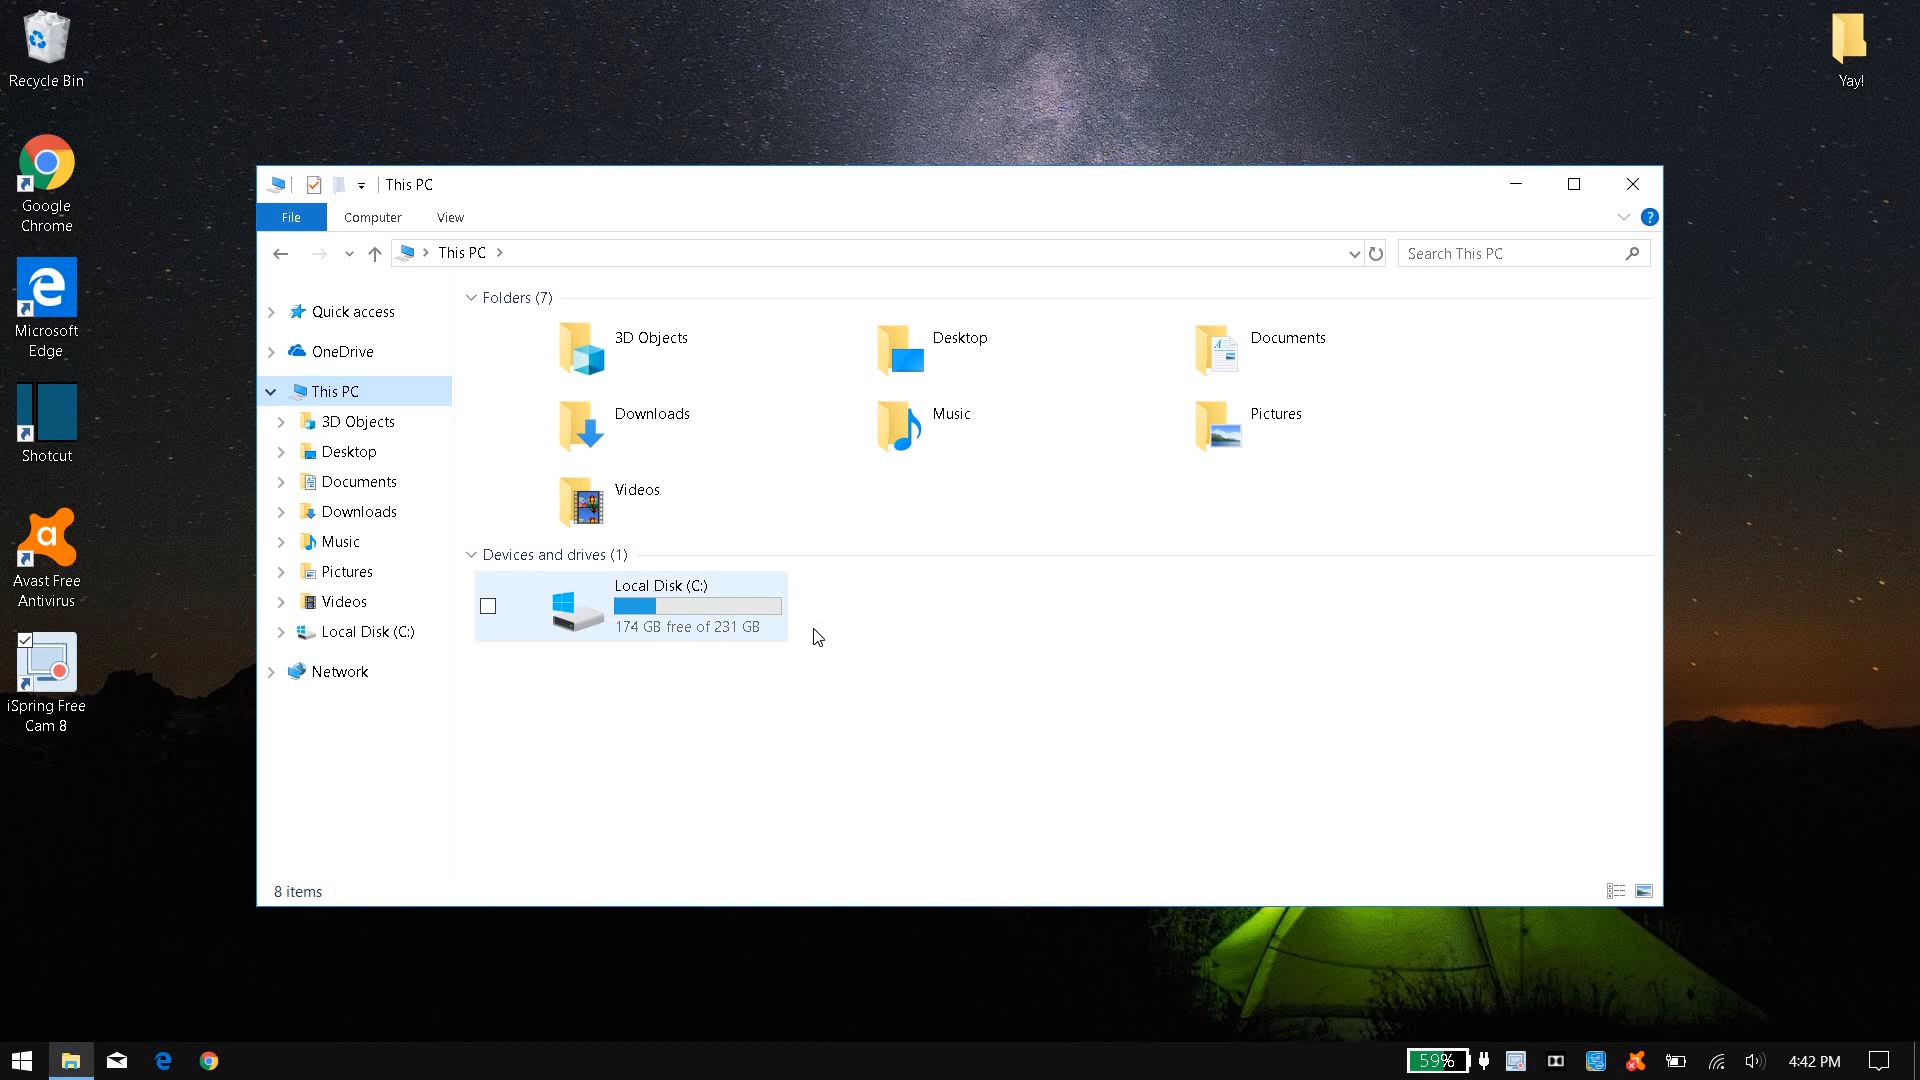 Recycle Bin
Google
Chrome
Microsoft
Edge
Shotcut
Avast Free
Antivirus
iSpring Free
Cam 8
Yay!
This PC
File
Computer
View
?
This PC
Search This PC
Quick access
OneDrive
This PC
3D Objects
Desktop
Documents
Downloads
Music
Pictures
Videos
Local Disk (C:)
Network
Folders (7)
3D Objects
Desktop
Documents
Downloads
Music
Pictures
Videos
Devices and drives (1)
Local Disk (C:)
174 GB free of 231 GB
8 items
59%
4:42 PM